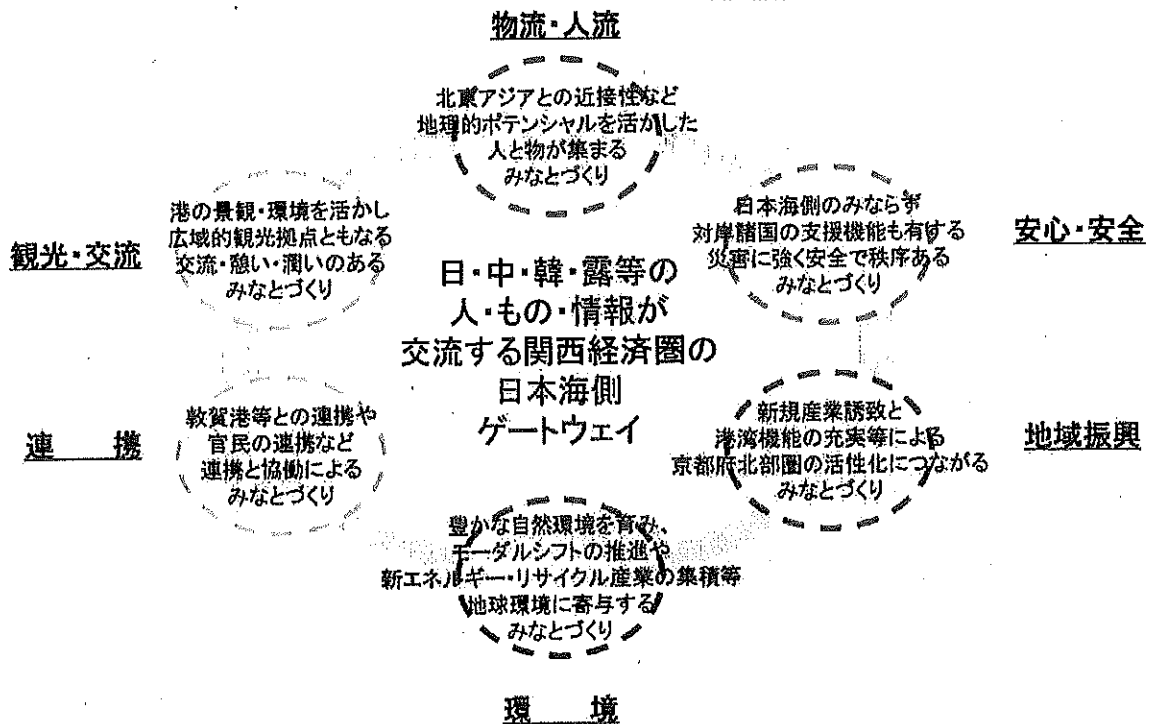 物流・人流
北東アジアとの近接性など
地理的ポテンシャルを活かした
人と物が集まる
みなとづくり
安心・安全
日本海側のみならず
対岸諸国の支援機能も有する
災害に強く安全で秩序ある
みなとづくり
地域振興
新規産業誘致と
港湾機能の充実等による
京都府北部圏の活性化につながる
みなとづくり
環　境
豊かな自然環境を育み、
モーダルシフトの推進や
新エネルギー・リサイクル産業の集積等
地球環境に寄与する
みなとづくり
連　携
敦賀港等との連携や
官民の連携など
連携と協働による
みなとづくり
観光・交流
港の景観・環境を活かし
広域的観光拠点ともなる
交流・憩い・潤いのある
みなとづくり
日・中・韓・露等の
人・もの・情報が
交流する関西経済圏の
日本海側
ゲートウェイ